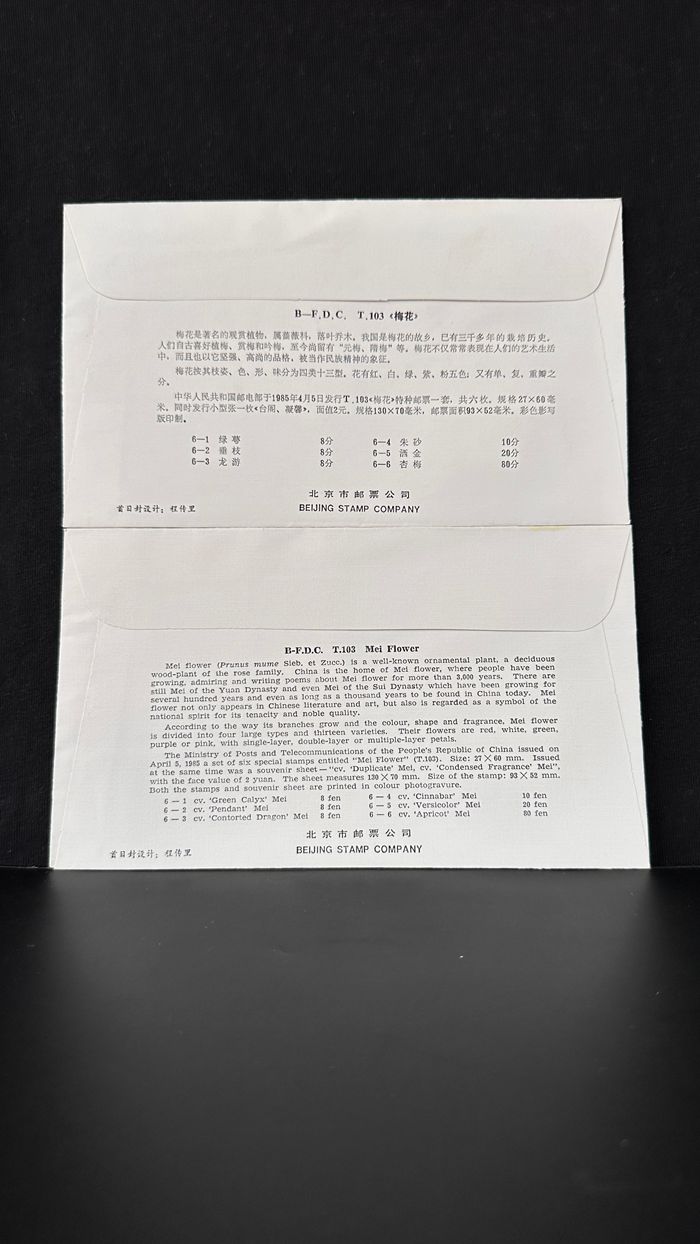 B—F.D.C. T.103《梅花》
梅花是著名的观赏植物，属蔷薇科，落叶乔木。我国是梅花的故乡，已有三千多年的栽培历史。
人们自古喜好植梅、赏梅和吟梅，至今尚留有“元梅、隋梅”等。梅花不仅常常表现在人们的艺术生活
中，而且也以它坚强、高尚的品格，被当作民族精神的象征。
梅花按其枝姿、色、形、味分为四类十三型。花有红、白、绿、紫、粉五色；又有单、复、重瓣之
分。
中华人民共和国邮电部于1985年4月5日发行T.103《梅花》特种邮票一套，共六枚。规格27×60毫
米。同时发行小型张一枚《台阁、凝馨》，面值2元。规格130×70毫米，邮票面积93×52毫米。彩色影写
版印制。
6—1 绿萼 8分 6—4 朱砂 10分
6—2 垂枝 8分 6—5 洒金 20分
6—3 龙游 8分 6—6 杏梅 80分
北京市邮票公司
首日封设计：程传里 BEIJING STAMP COMPANY
B-F.D.C. T.103 Mei Flower
Mei flower (Prunus mume Sieb. et Zucc.) is a well-known ornamental plant, a deciduous
wood-plant of the rose family. China is the home of Mei flower, where people have been
growing, admiring and writing poems about Mei flower for more than 3,000 years. There are
still Mei of the Yuan Dynasty and even Mei of the Sui Dynasty which have been growing for
several hundred years and even as long as a thousand years to be found in China today. Mei
flower not only appears in Chinese literature and art, but also is regarded as a symbol of the
national spirit for its tenacity and noble quality.
According to the way its branches grow and the colour, shape and fragrance, Mei flower
is divided into four large types and thirteen varieties. Their flowers are red, white, green,
purple or pink, with single-layer, double-layer or multiple-layer petals.
The Ministry of Posts and Telecommunications of the People's Republic of China issued on
April 5, 1985 a set of six special stamps entitled "Mei Flower" (T.103). Size: 27×60 mm. Issued
at the same time was a souvenir sheet—"cv. 'Duplicate' Mei, cv. 'Condensed Fragrance' Mei",
with the face value of 2 yuan. The sheet measures 130×70 mm. Size of the stamp: 93×52 mm.
Both the stamps and souvenir sheet are printed in colour photogravure.
6—1 cv. 'Green Calyx' Mei 8 fen 6—4 cv. 'Cinnabar' Mei 10 fen
6—2 cv. 'Pendant' Mei 8 fen 6—5 cv. 'Versicolor' Mei 20 fen
6—3 cv. 'Contorted Dragon' Mei 8 fen 6—6 cv. 'Apricot' Mei 80 fen
北京市邮票公司
首日封设计：程传里 BEIJING STAMP COMPANY